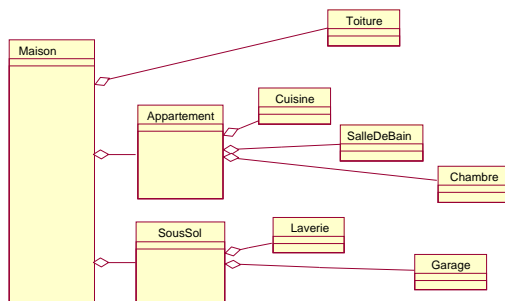 Toiture
Maison
Cuisine
Appartement
SalleDeBain
Chambre
Laverie
SousSol
Garage